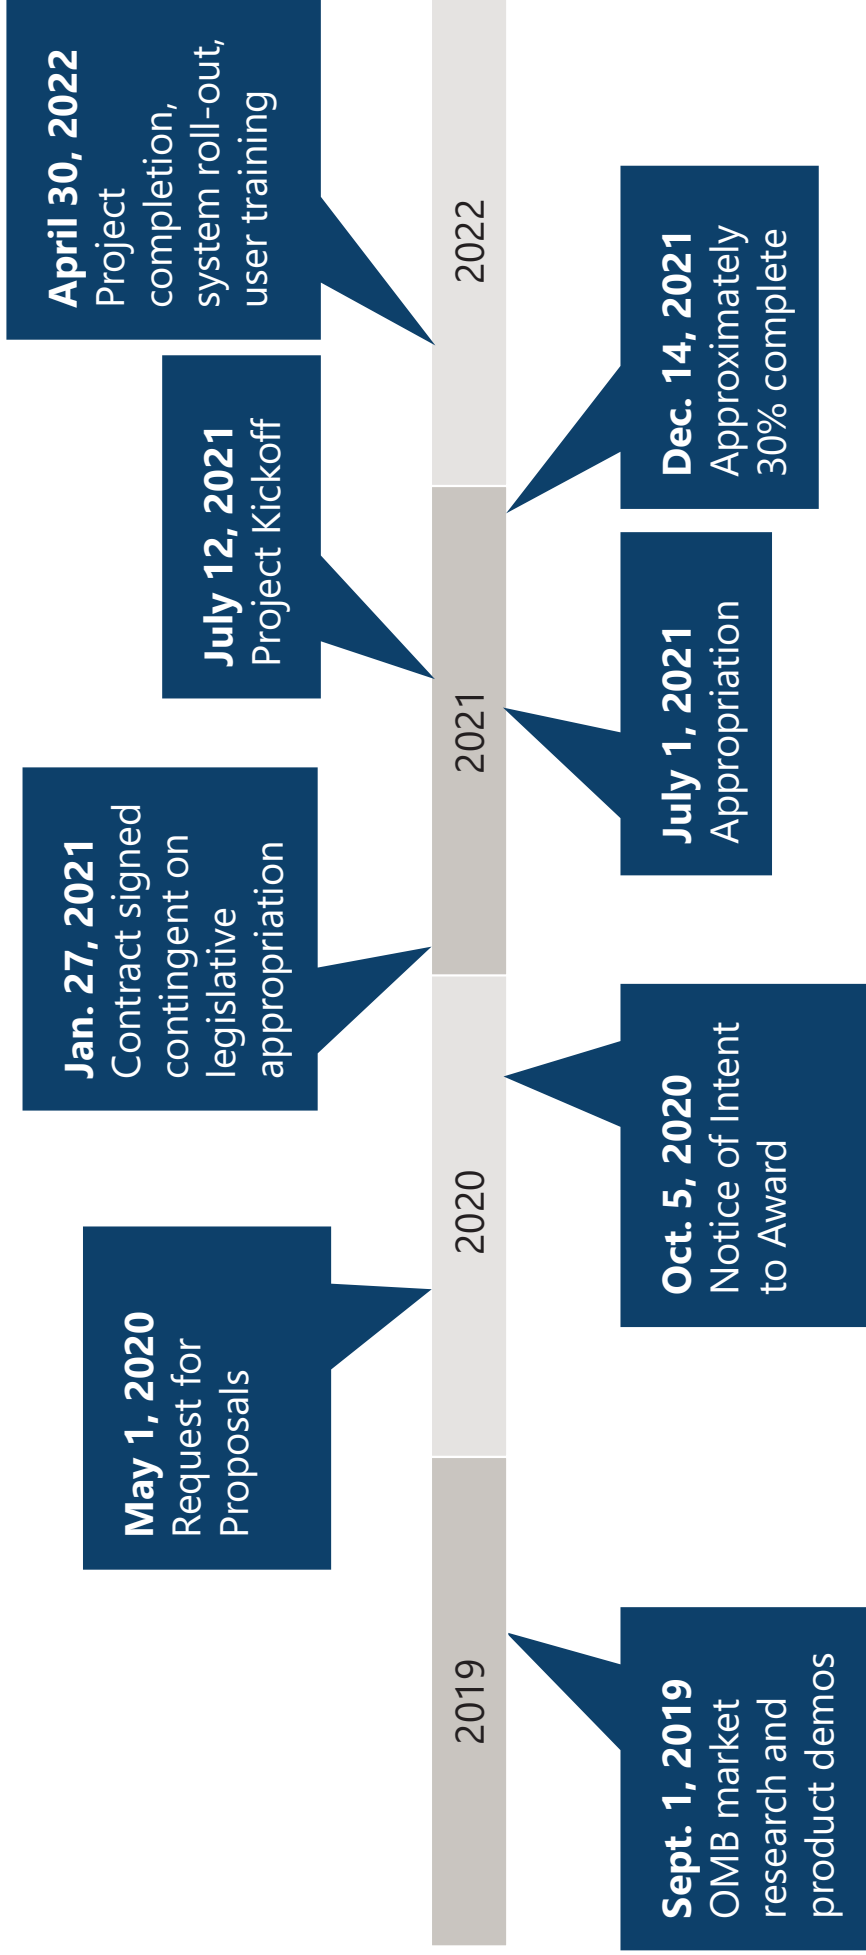 Sept. 1, 2019
OMB market
research and
product demos
May 1, 2020
Request for
Proposals
Oct. 5, 2020
Notice of Intent
to Award
Jan. 27, 2021
Contract signed
contingent on
legislative
appropriation
July 1, 2021
Appropriation
July 12, 2021
Project Kickoff
Dec. 14, 2021
Approximately
30% complete
April 30, 2022
Project
completion,
system roll-out,
user training
2019
2020
2021
2022